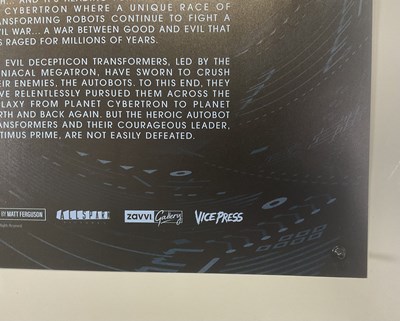 CYBERTRON WHERE A UNIQUE RACE OF
TRANSFORMING ROBOTS CONTINUE TO FIGHT A
WAR... A WAR BETWEEN GOOD AND EVIL THAT
RAGED FOR MILLIONS OF YEARS.
EVIL DECEPTICON TRANSFORMERS, LED BY THE
NIACAL MEGATRON, HAVE SWORN TO CRUSH
ENEMIES, THE AUTOBOTS. TO THIS END, THEY
VE RELENTLESSLY PURSUED THEM ACROSS THE
LAXY FROM PLANET CYBERTRON TO PLANET
RTH AND BACK AGAIN. BUT THE HEROIC AUTOBOT
ANSFORMERS AND THEIR COURAGEOUS LEADER,
TIMUS PRIME, ARE NOT EASILY DEFEATED.
BY MATT FERGUSON
ALLSPARK
zavvi Gallery
VICE PRESS